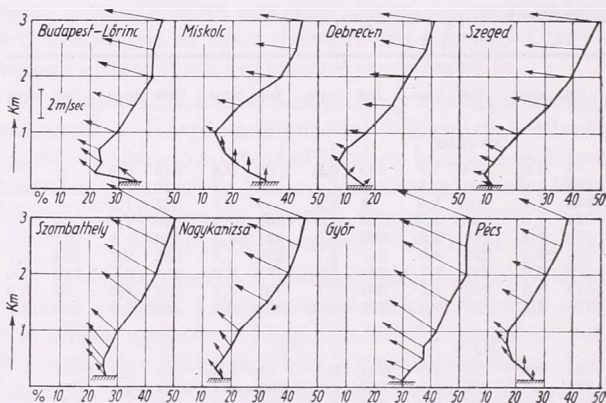 Budapest-Lőrinc Miskolc Debrecen Szeged
3
2
2 m/sec
Km
1
% 10 20 30 50 10 20 30 40 50 10 20 30 40 50 10 20 30 40 50
Szombathely Nagykanizsa Győr Pécs
3
2
Km
1
% 10 20 30 40 50 10 20 30 40 50 10 20 30 40 50 10 20 30 40 50